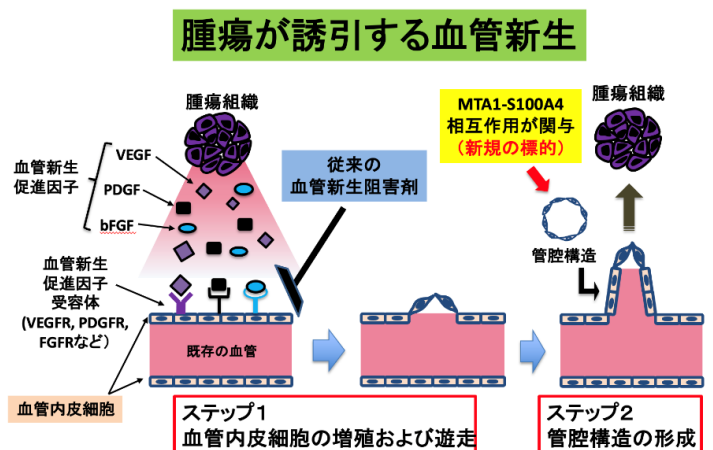 腫瘍が誘引する血管新生
腫瘍組織
血管新生
促進因子
VEGF
PDGF
bFGF
従来の
血管新生阻害剤
血管新生
促進因子
受容体
(VEGFR, PDGFR,
FGFRなど)
既存の血管
血管内皮細胞
MTA1-S100A4
相互作用が関与
(新規の標的)
腫瘍組織
管腔構造
ステップ1
血管内皮細胞の増殖および遊走
ステップ2
管腔構造の形成